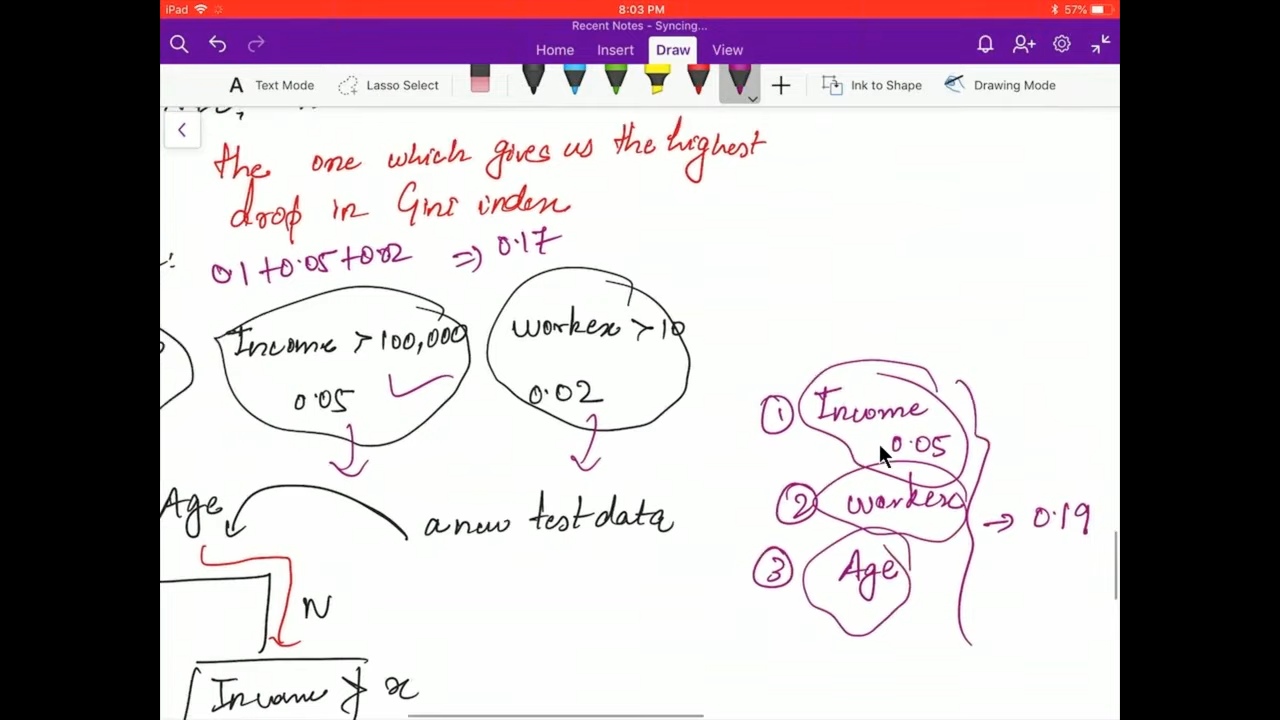 iPad
8:03 PM
57%
Recent Notes - Syncing...
Home Insert Draw View
A Text Mode Lasso Select + Ink to Shape Drawing Mode
the one which gives us the highest
drop in Gini index
0.1+0.05+0.02 => 0.17
Income > 100,000
0.05
workex > 10
0.02
① Income
0.05
② workex
③ Age
→ 0.19
Age
a new test data
N
Income > x